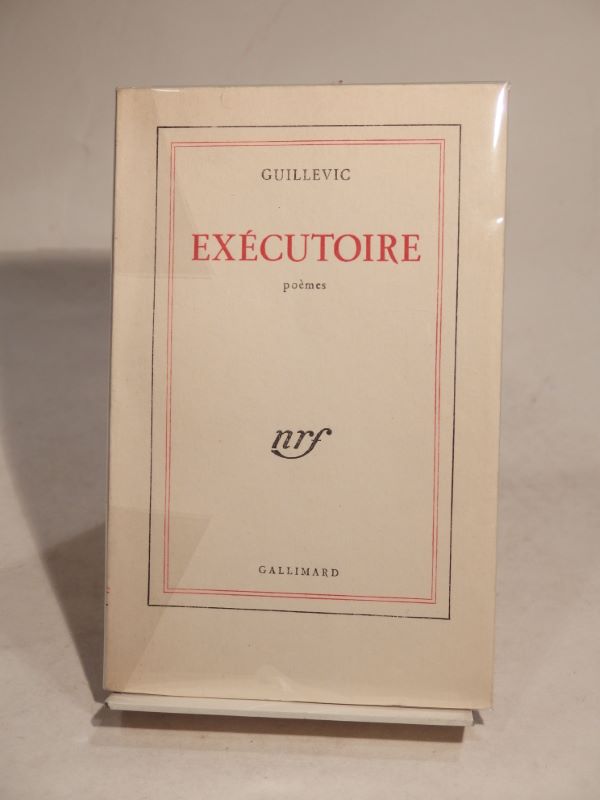 GUILLEVIC
EXÉCUTOIRE
poèmes
nrf
GALLIMARD